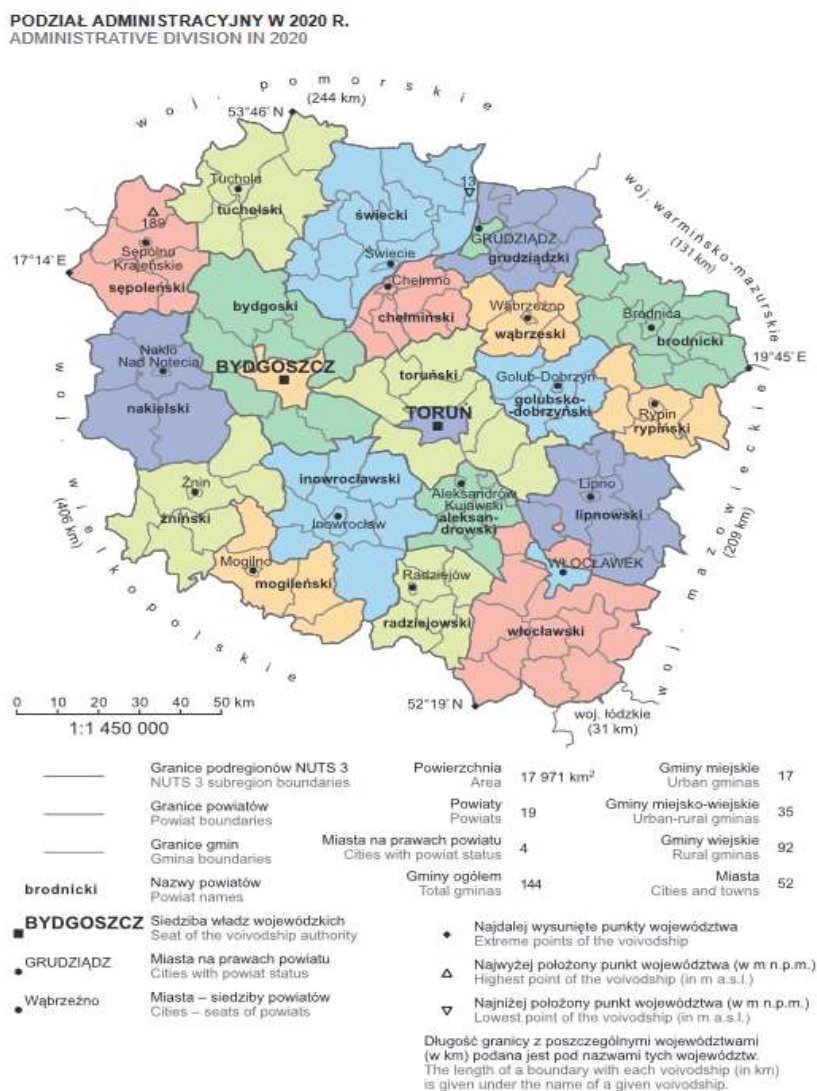 PODZIAŁ ADMINISTRACYJNY W 2020 R.
ADMINISTRATIVE DIVISION IN 2020
woj. pomorskie
(244 km)
53°46′ N
woj. warmińsko-mazurskie
(131 km)
Tuchola
tucholski
świecki
13
189
GRUDZIĄDZ
grudziądzki
17°14′ E
Sępolno
Krajeńskie
sępoleński
Świecie
Chełmno
chełmiński
bydgoski
Wąbrzeźno
wąbrzeski
Brodnica
brodnicki
19°45′ E
Nakło
Nad Notecią
nakielski
BYDGOSZCZ
toruński
TORUŃ
Golub-Dobrzyń
golubsko-
-dobrzyński
Rypin
rypiński
woj. wielkopolskie
(406 km)
woj. mazowieckie
(209 km)
Żnin
żniński
inowrocławski
Inowrocław
Aleksandrów
Kujawski
aleksan-
drowski
Lipno
lipnowski
Mogilno
mogileński
Radziejów
radziejowski
WŁOCŁAWEK
włocławski
52°19′ N
woj. łódzkie
(31 km)
0 10 20 30 40 50 km
1:1 450 000
Granice podregionów NUTS 3
NUTS 3 subregion boundaries
Granice powiatów
Powiat boundaries
Granice gmin
Gmina boundaries
brodnicki
Nazwy powiatów
Powiat names
BYDGOSZCZ
Siedziba władz wojewódzkich
Seat of the voivodship authority
GRUDZIĄDZ
Miasta na prawach powiatu
Cities with powiat status
Wąbrzeźno
Miasta – siedziby powiatów
Cities – seats of powiats
Powierzchnia
Area
17 971 km²
Powiaty
Powiats
19
Miasta na prawach powiatu
Cities with powiat status
4
Gminy ogółem
Total gminas
144
Gminy miejskie
Urban gminas
17
Gminy miejsko-wiejskie
Urban-rural gminas
35
Gminy wiejskie
Rural gminas
92
Miasta
Cities and towns
52
Najdalej wysunięte punkty województwa
Extreme points of the voivodship
Najwyżej położony punkt województwa (w m n.p.m.)
Highest point of the voivodship (in m a.s.l.)
Najniżej położony punkt województwa (w m n.p.m.)
Lowest point of the voivodship (in m a.s.l.)
Długość granicy z poszczególnymi województwami
(w km) podana jest pod nazwami tych województw.
The length of a boundary with each voivodship (in km)
is given under the name of a given voivodship.